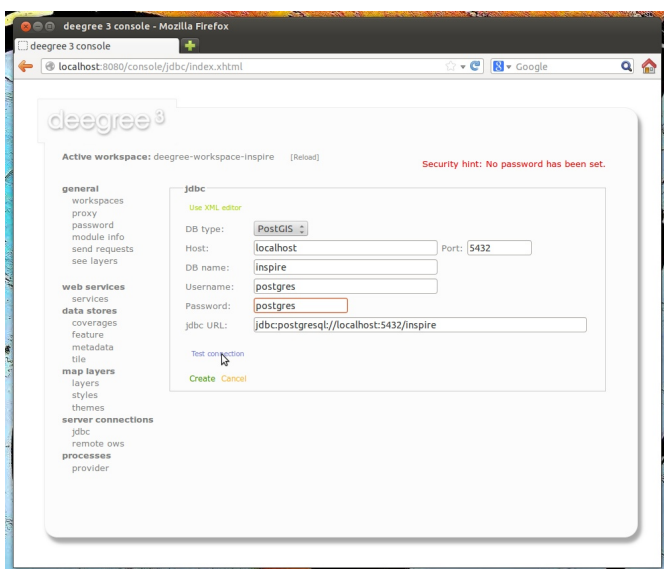 deegree 3 console - Mozilla Firefox
deegree 3 console
localhost:8080/console/jdbc/index.xhtml
Google
deegree 3
Active workspace: deegree-workspace-inspire [Reload]
Security hint: No password has been set.
general
workspaces
proxy
password
module info
send requests
see layers
web services
services
data stores
coverages
feature
metadata
tile
map layers
layers
styles
themes
server connections
jdbc
remote ows
processes
provider
jdbc
Use XML editor
DB type: PostGIS
Host: localhost Port: 5432
DB name: inspire
Username: postgres
Password: postgres
jdbc URL: jdbc:postgresql://localhost:5432/inspire
Test connection
Create Cancel